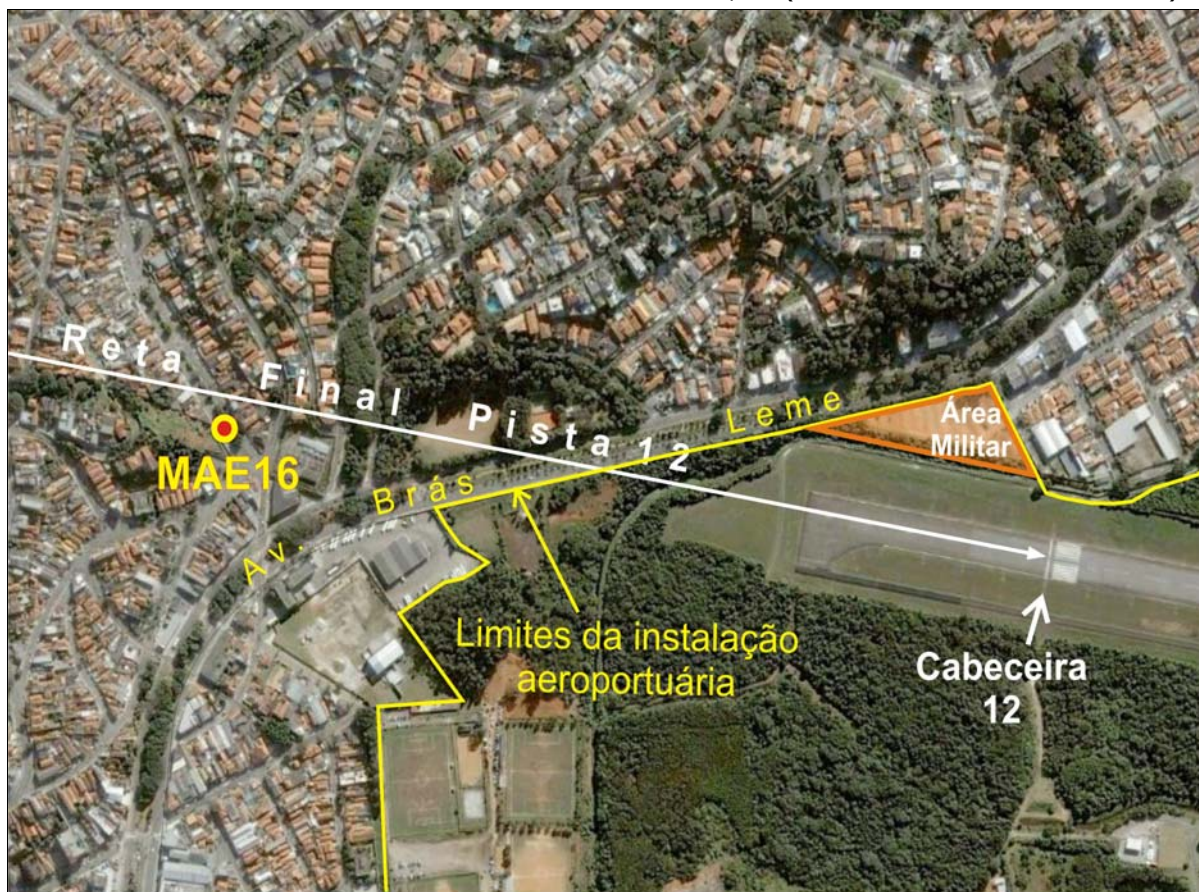 Reta Final Pista 12
Av. Brás Leme
Área
Militar
MAE16
Limites da instalação
aeroportuária
Cabeceira
12